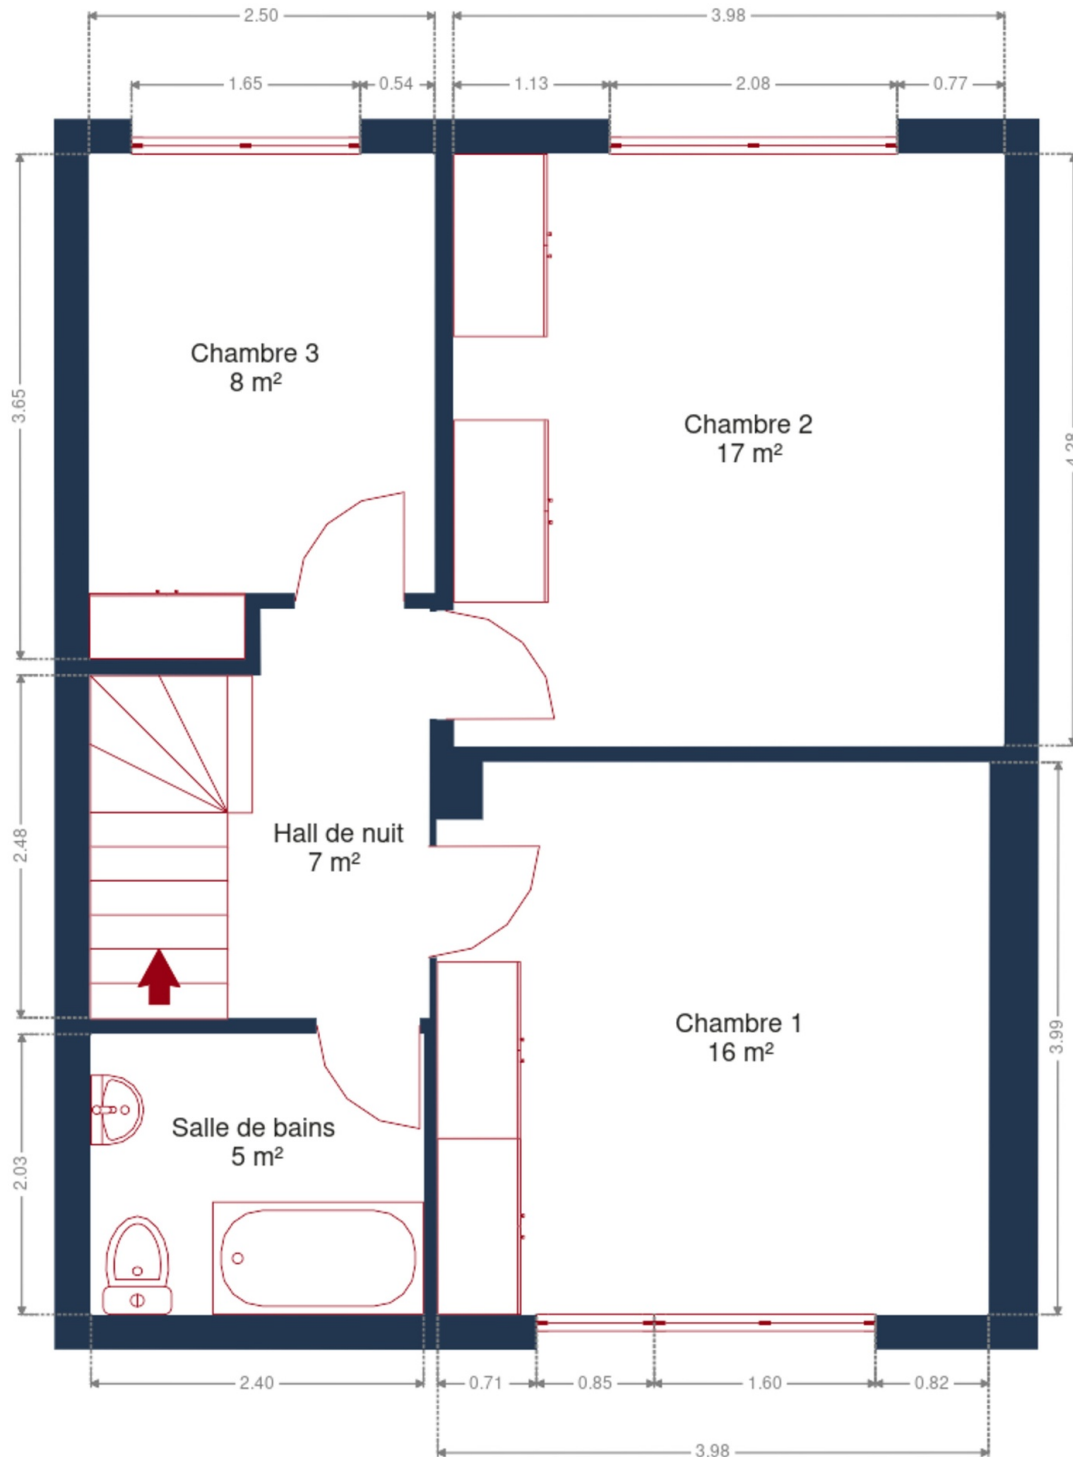 2.50
3.98
1.65
0.54
1.13
2.08
0.77
Chambre 3
8 m²
3.65
Chambre 2
17 m²
4.28
Hall de nuit
7 m²
2.48
Chambre 1
16 m²
3.99
Salle de bains
5 m²
2.03
2.40
0.71
0.85
1.60
0.82
3.98